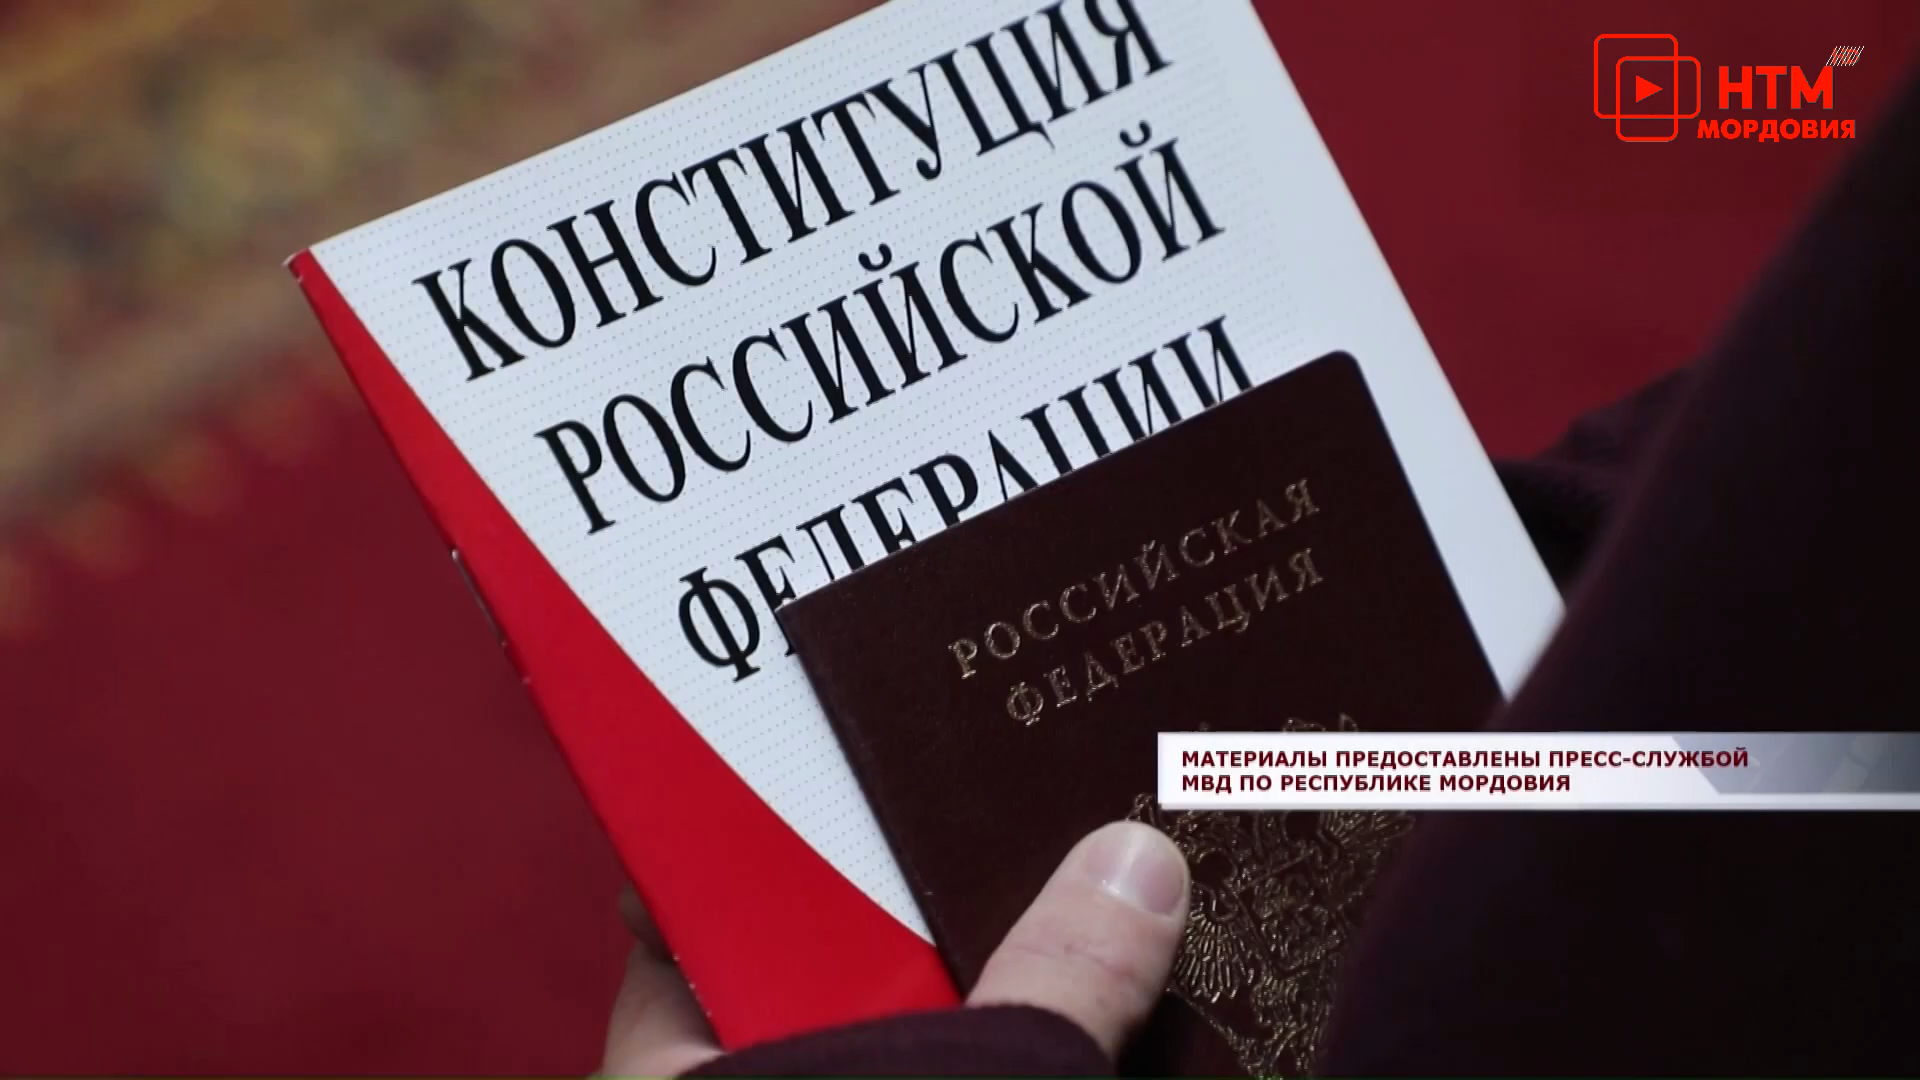 НТМ
МОРДОВИЯ
КОНСТИТУЦИЯ
РОССИЙСКОЙ
ФЕДЕРАЦИИ
РОССИЙСКАЯ
ФЕДЕРАЦИЯ
МАТЕРИАЛЫ ПРЕДОСТАВЛЕНЫ ПРЕСС-СЛУЖБОЙ
МВД ПО РЕСПУБЛИКЕ МОРДОВИЯ